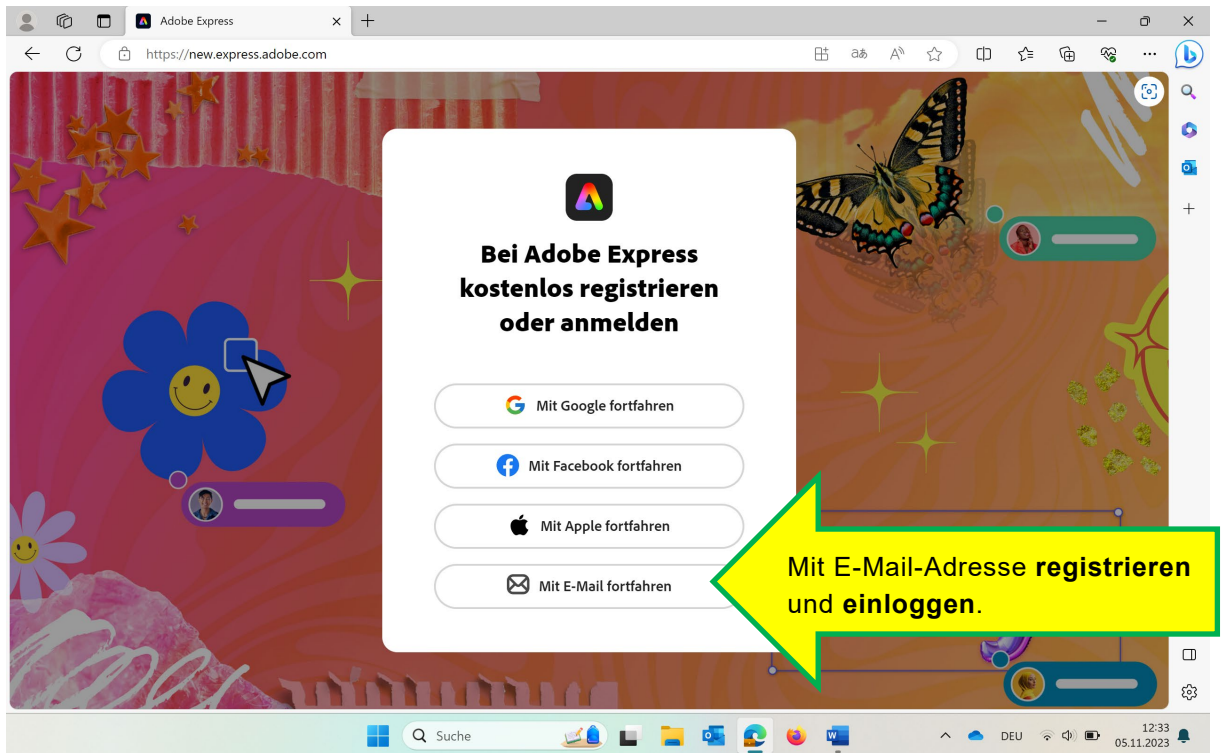 Adobe Express
https://new.express.adobe.com
Bei Adobe Express
kostenlos registrieren
oder anmelden
Mit Google fortfahren
Mit Facebook fortfahren
Mit Apple fortfahren
Mit E-Mail fortfahren
Mit E-Mail-Adresse registrieren
und einloggen.
Suche
DEU
12:33
05.11.2023